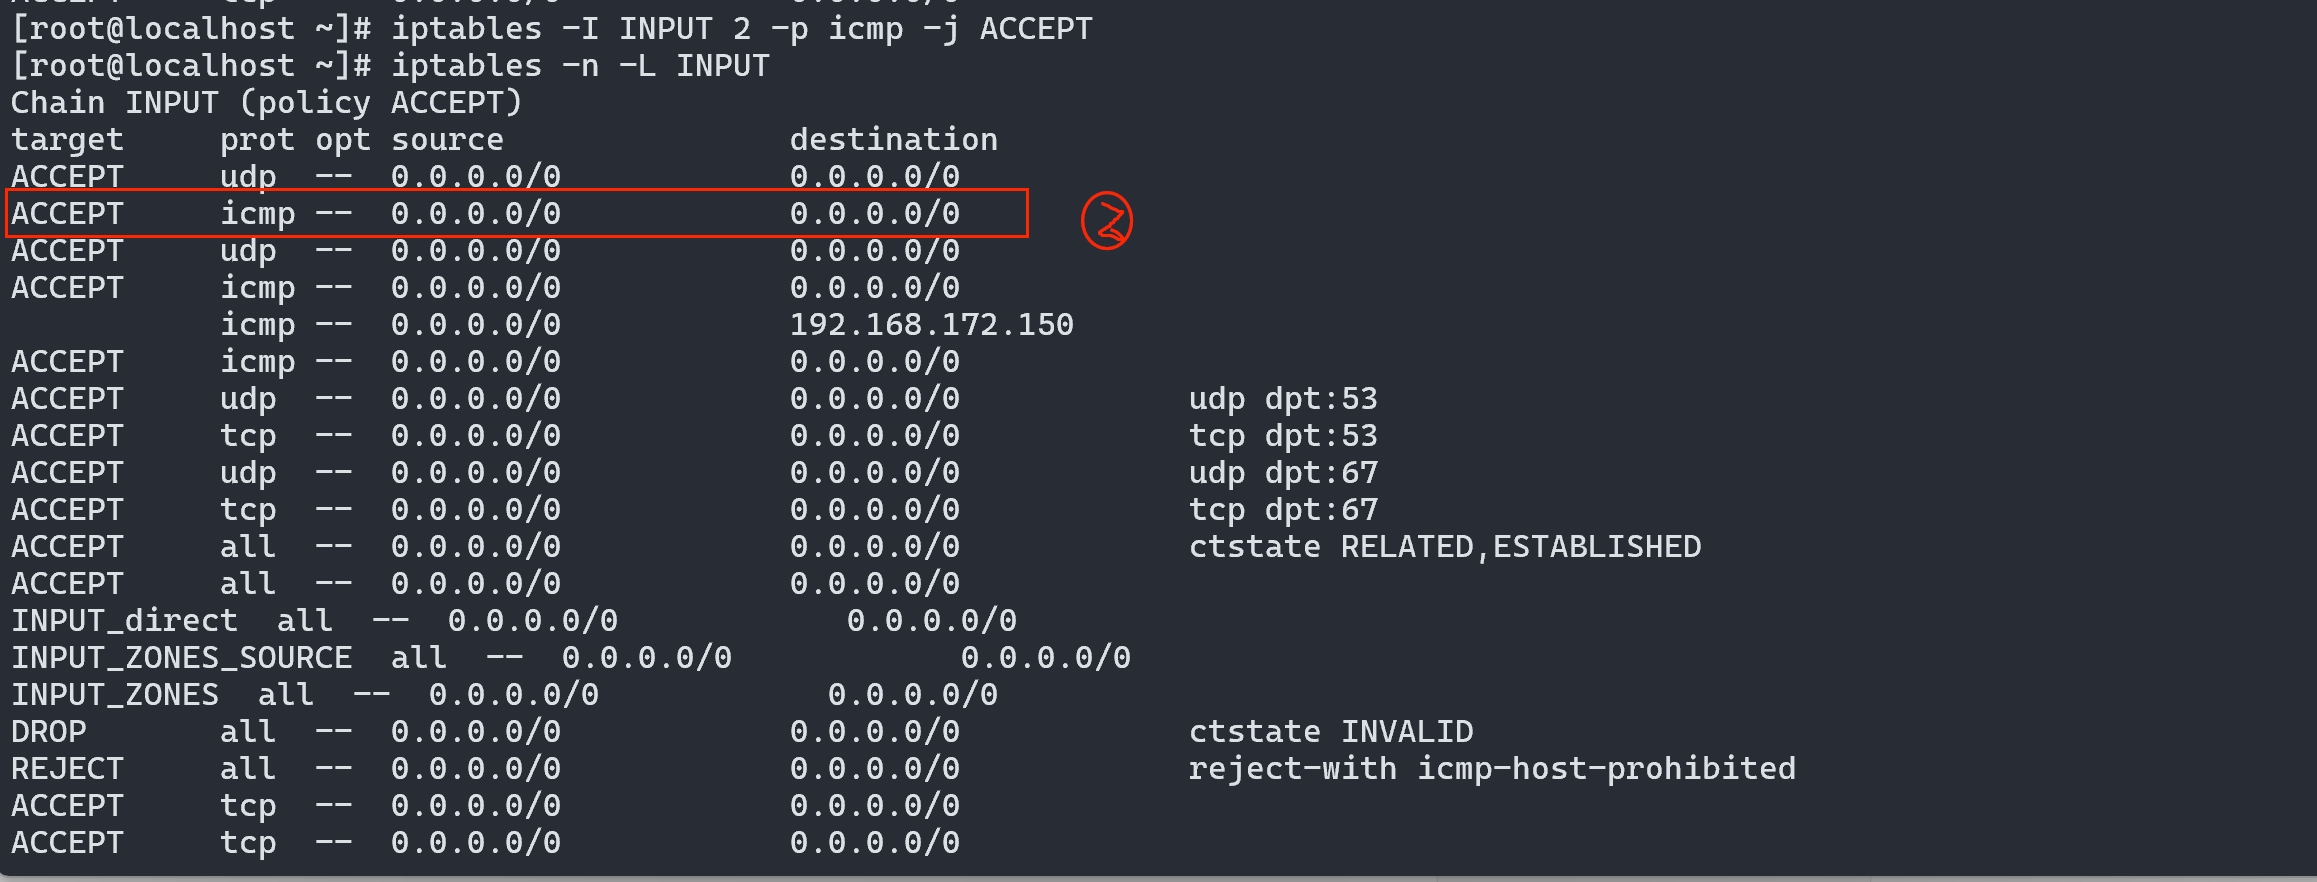 [root@localhost ~]# iptables -I INPUT 2 -p icmp -j ACCEPT
[root@localhost ~]# iptables -n -L INPUT
Chain INPUT (policy ACCEPT)
target     prot opt source               destination
ACCEPT     udp  --  0.0.0.0/0            0.0.0.0/0
ACCEPT     icmp --  0.0.0.0/0            0.0.0.0/0            2
ACCEPT     udp  --  0.0.0.0/0            0.0.0.0/0
ACCEPT     icmp --  0.0.0.0/0            0.0.0.0/0
           icmp --  0.0.0.0/0            192.168.172.150
ACCEPT     icmp --  0.0.0.0/0            0.0.0.0/0
ACCEPT     udp  --  0.0.0.0/0            0.0.0.0/0            udp dpt:53
ACCEPT     tcp  --  0.0.0.0/0            0.0.0.0/0            tcp dpt:53
ACCEPT     udp  --  0.0.0.0/0            0.0.0.0/0            udp dpt:67
ACCEPT     tcp  --  0.0.0.0/0            0.0.0.0/0            tcp dpt:67
ACCEPT     all  --  0.0.0.0/0            0.0.0.0/0            ctstate RELATED,ESTABLISHED
ACCEPT     all  --  0.0.0.0/0            0.0.0.0/0
INPUT_direct  all  --  0.0.0.0/0            0.0.0.0/0
INPUT_ZONES_SOURCE  all  --  0.0.0.0/0            0.0.0.0/0
INPUT_ZONES  all  --  0.0.0.0/0            0.0.0.0/0
DROP       all  --  0.0.0.0/0            0.0.0.0/0            ctstate INVALID
REJECT     all  --  0.0.0.0/0            0.0.0.0/0            reject-with icmp-host-prohibited
ACCEPT     tcp  --  0.0.0.0/0            0.0.0.0/0
ACCEPT     tcp  --  0.0.0.0/0            0.0.0.0/0